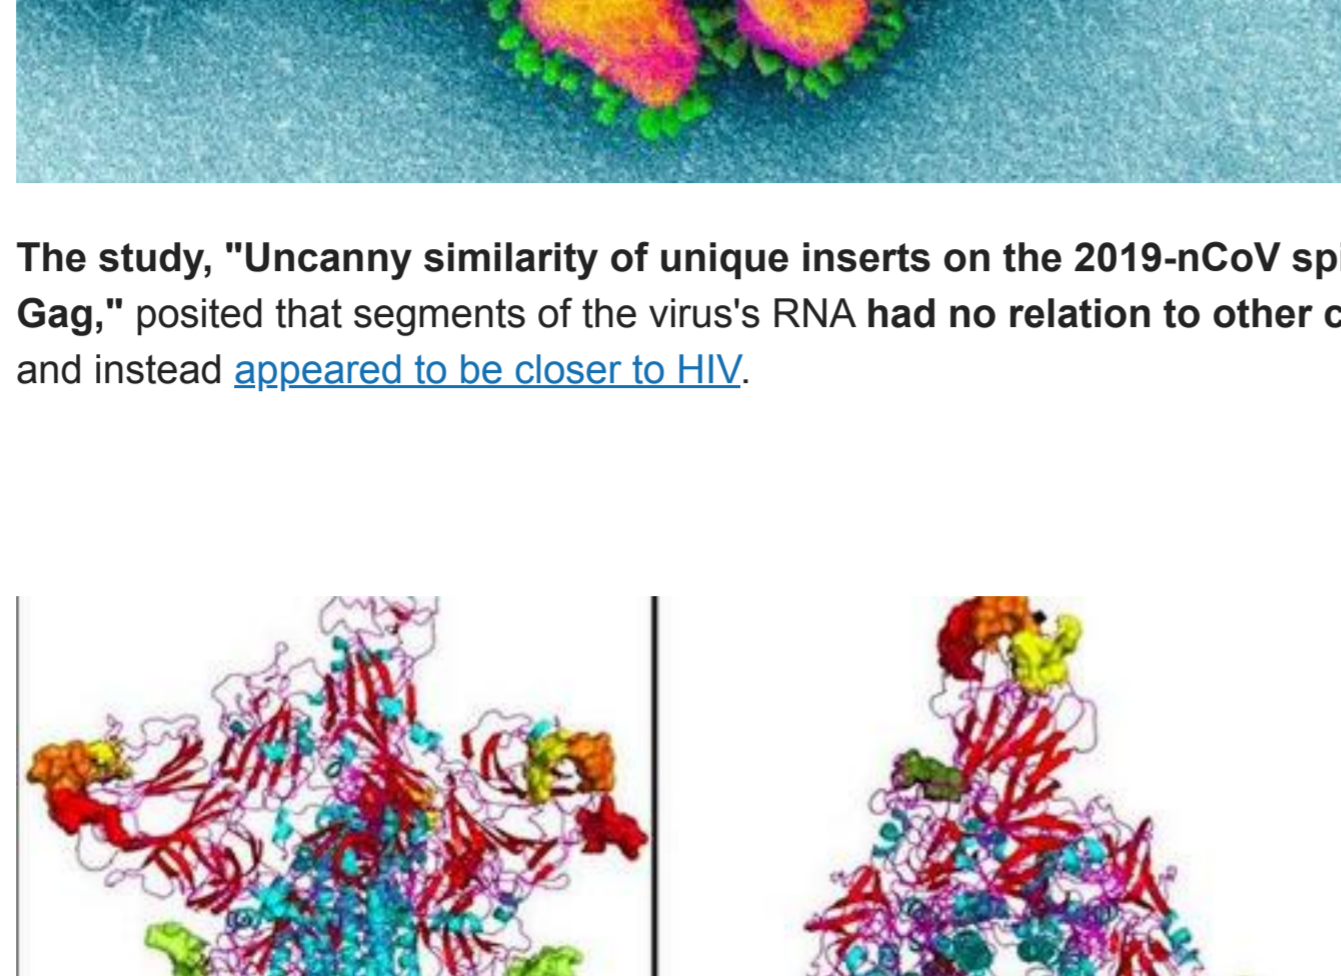 The study, "Uncanny similarity of unique inserts on the 2019-nCoV
Gag," posited that segments of the virus's RNA had no relation to other
and instead appeared to be closer to HIV.